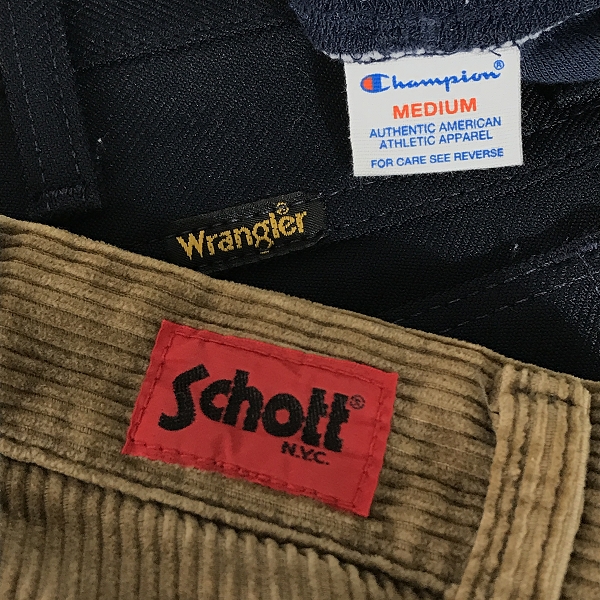 Champion®
MEDIUM
AUTHENTIC AMERICAN
ATHLETIC APPAREL
FOR CARE SEE REVERSE
Wrangler®
Schott®
N.Y.C.